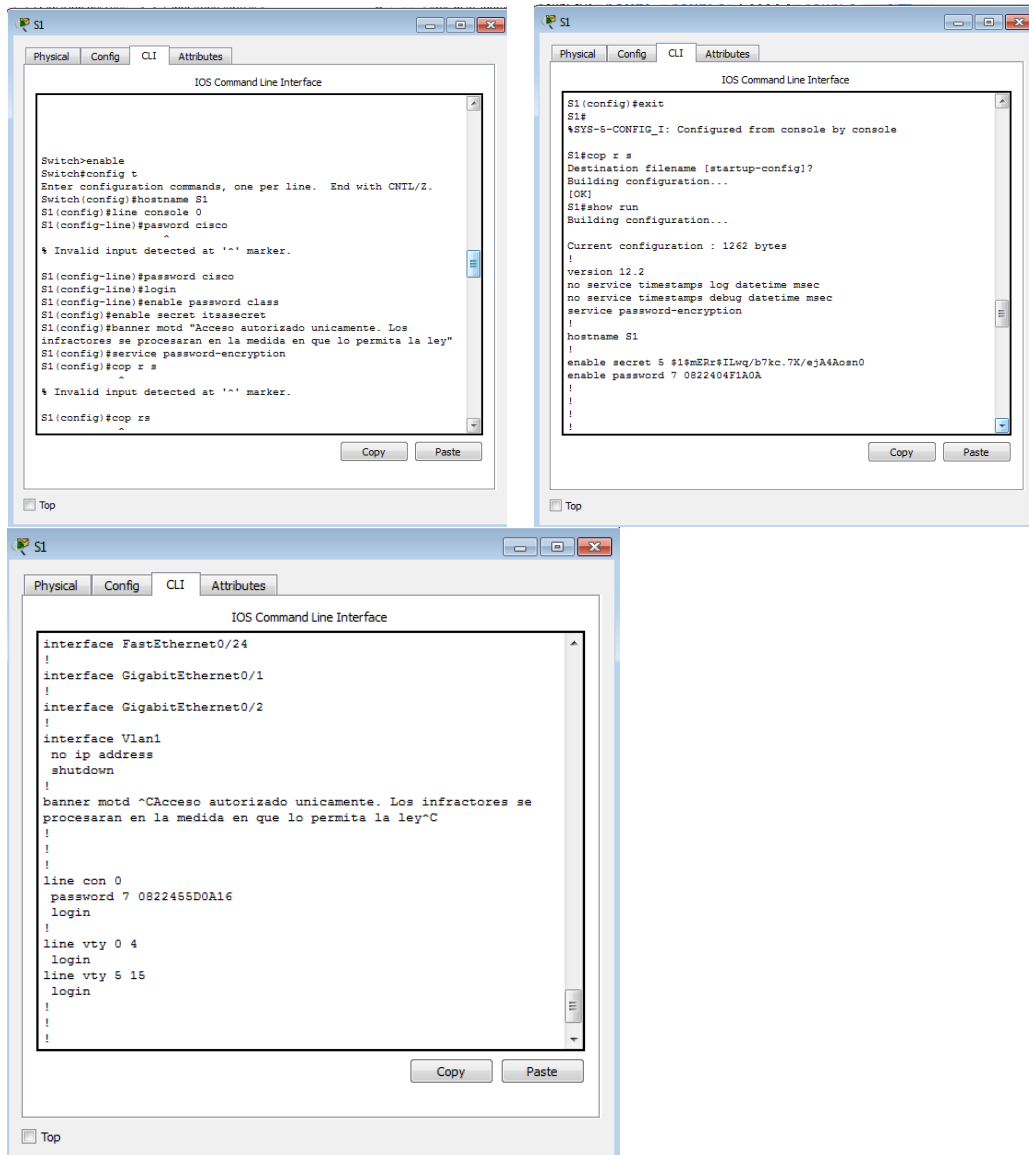 S1
Physical Config CLI Attributes
IOS Command Line Interface
Switch>enable
Switch#config t
Enter configuration commands, one per line.  End with CNTL/Z.
Switch(config)#hostname S1
S1(config)#line console 0
S1(config-line)#pasword cisco
^
% Invalid input detected at '^' marker.
S1(config-line)#password cisco
S1(config-line)#login
S1(config-line)#enable password class
S1(config)#enable secret itsasecret
S1(config)#banner motd "Acceso autorizado unicamente. Los
infractores se procesaran en la medida en que lo permita la ley"
S1(config)#service password-encryption
S1(config)#cop r s
^
% Invalid input detected at '^' marker.
S1(config)#cop rs
^
Copy Paste
Top
S1
Physical Config CLI Attributes
IOS Command Line Interface
S1(config)#exit
S1#
%SYS-5-CONFIG_I: Configured from console by console
S1#cop r s
Destination filename [startup-config]?
Building configuration...
[OK]
S1#show run
Building configuration...
Current configuration : 1262 bytes
!
version 12.2
no service timestamps log datetime msec
no service timestamps debug datetime msec
service password-encryption
!
hostname S1
!
enable secret 5 $1$mERr$ILwq/b7kc.7X/ejA4Aosn0
enable password 7 0822404F1A0A
!
!
!
!
Copy Paste
Top
S1
Physical Config CLI Attributes
IOS Command Line Interface
interface FastEthernet0/24
!
interface GigabitEthernet0/1
!
interface GigabitEthernet0/2
!
interface Vlan1
no ip address
shutdown
!
banner motd ^CAcceso autorizado unicamente. Los infractores se
procesaran en la medida en que lo permita la ley^C
!
!
!
line con 0
password 7 0822455D0A16
login
!
line vty 0 4
login
line vty 5 15
login
!
!
!
Copy Paste
Top